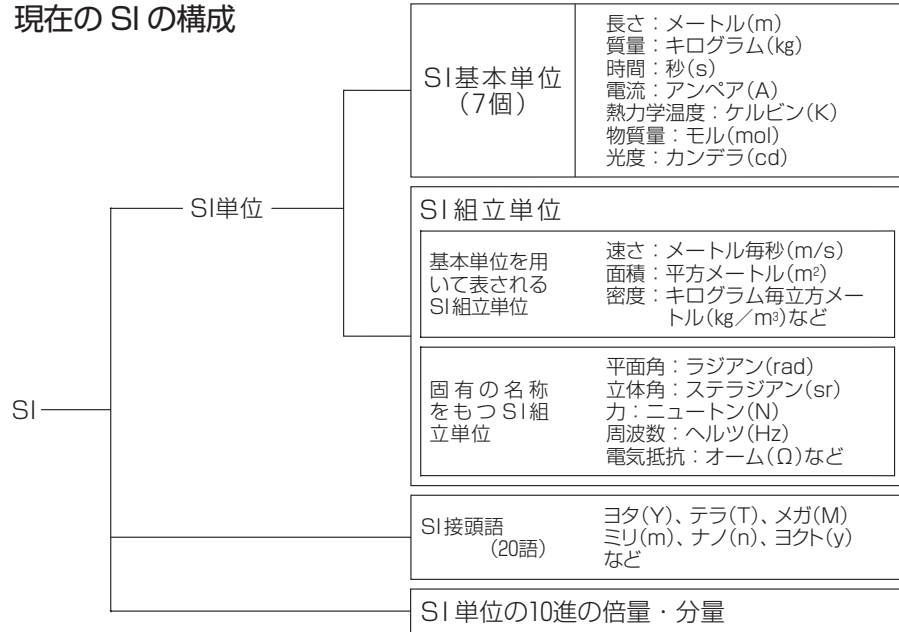 現在の SI の構成
SI
SI単位
SI基本単位
(7個)
長さ：メートル(m)
質量：キログラム(㎏)
時間：秒(s)
電流：アンペア(A)
熱力学温度：ケルビン(K)
物質量：モル(mol)
光度：カンデラ(cd)
SI組立単位
基本単位を用
いて表される
SI組立単位
速さ：メートル毎秒(m/s)
面積：平方メートル(m²)
密度：キログラム毎立方メー
トル(㎏／m³)など
固有の名称
をもつ SI組
立単位
平面角：ラジアン(rad)
立体角：ステラジアン(sr)
力：ニュートン(N)
周波数：ヘルツ(Hz)
電気抵抗：オーム(Ω)など
SI接頭語
(20語)
ヨタ(Y)、テラ(T)、メガ(M)
ミリ(m)、ナノ(n)、ヨクト(y)
など
SI単位の10進の倍量・分量